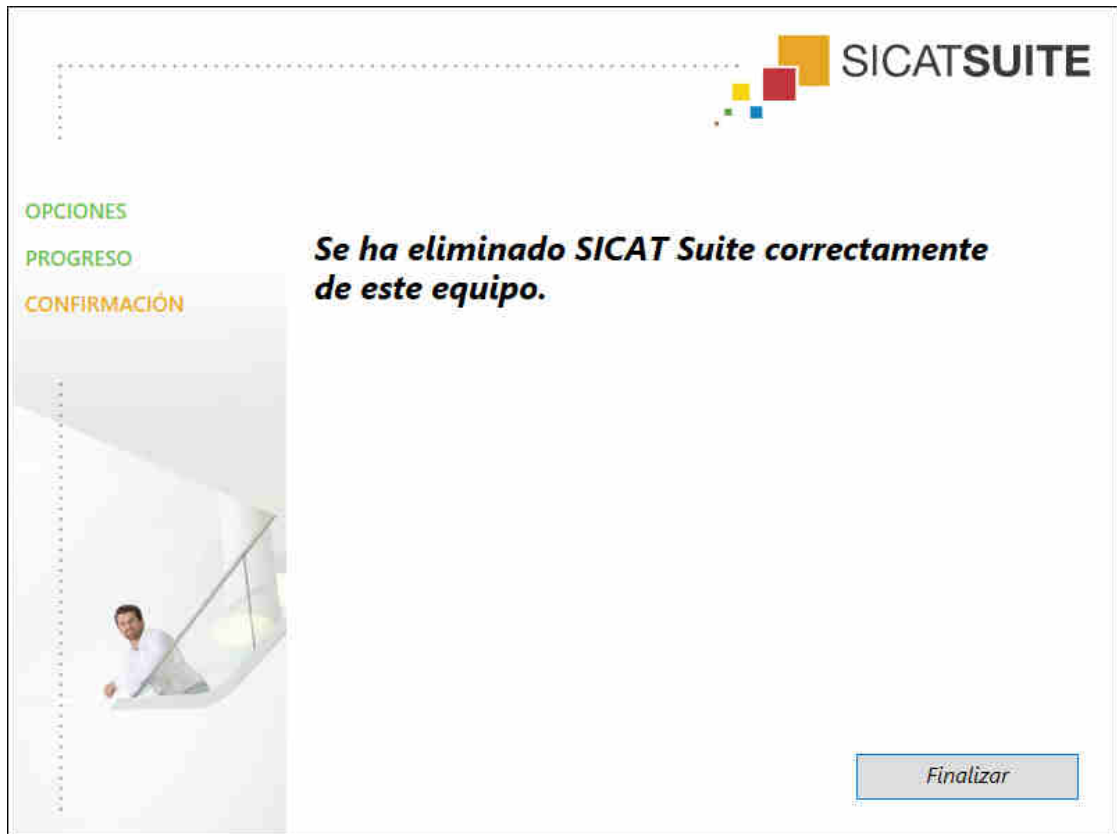 SICATSUITE
OPCIONES
PROGRESO
CONFIRMACIÓN
Se ha eliminado SICAT Suite correctamente
de este equipo.
Finalizar